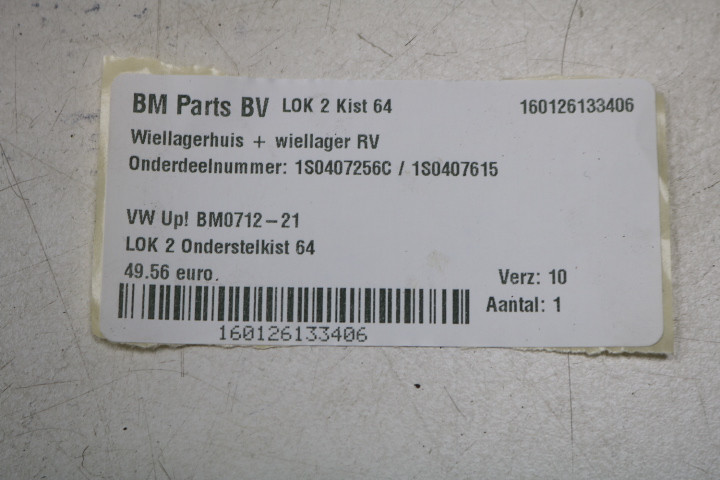 BM Parts BV LOK 2 Kist 64 160126133406
Wiellagerhuis + wiellager RV
Onderdeelnummer: 1S0407256C / 1S0407615
VW Up! BM0712-21
LOK 2 Onderstelkist 64
49.56 euro. Verz: 10
Aantal: 1
160126133406